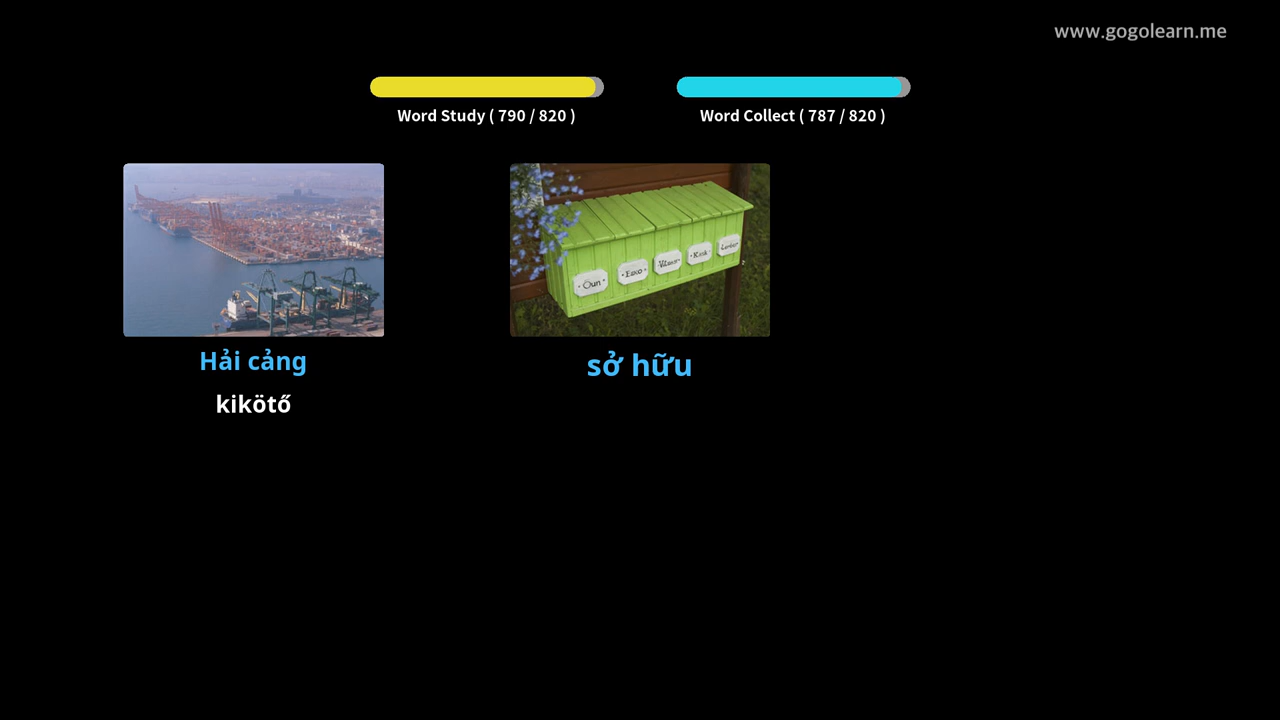 www.gogolearn.me
Word Study ( 790 / 820 )
Word Collect ( 787 / 820 )
Hải cảng
kikötő
sở hữu